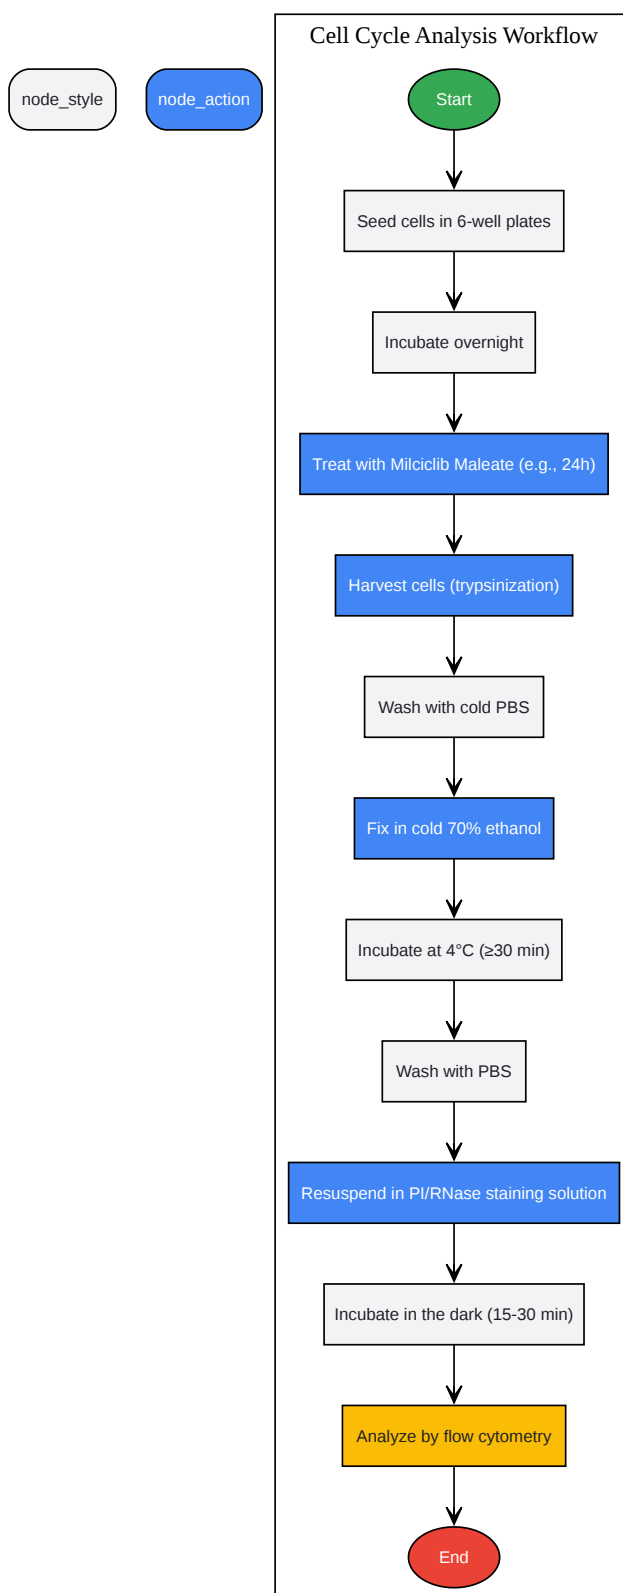 Cell Cycle Analysis Workflow
node_style
node_action
Start
Seed cells in 6-well plates
Incubate overnight
Treat with Milciclib Maleate (e.g., 24h)
Harvest cells (trypsinization)
Wash with cold PBS
Fix in cold 70% ethanol
Incubate at 4°C (≥30 min)
Wash with PBS
Resuspend in PI/RNase staining solution
Incubate in the dark (15-30 min)
Analyze by flow cytometry
End